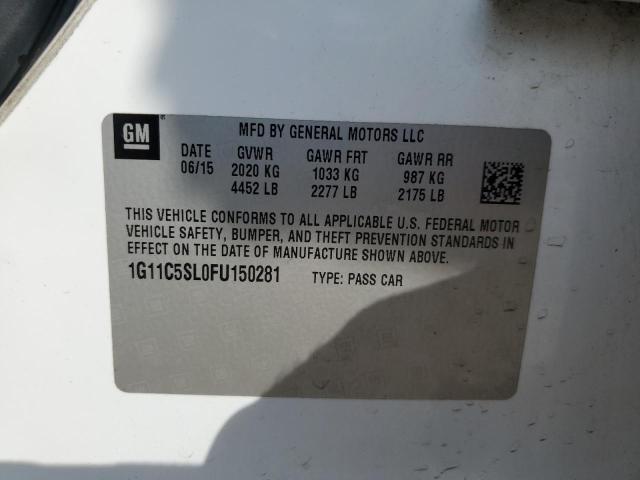 GM
MFD BY GENERAL MOTORS LLC
DATE GVWR GAWR FRT GAWR RR
06/15 2020 KG 1033 KG 987 KG
4452 LB 2277 LB 2175 LB
THIS VEHICLE CONFORMS TO ALL APPLICABLE U.S. FEDERAL MOTOR
VEHICLE SAFETY, BUMPER, AND THEFT PREVENTION STANDARDS IN
EFFECT ON THE DATE OF MANUFACTURE SHOWN ABOVE.
1G11C5SL0FU150281 TYPE: PASS CAR